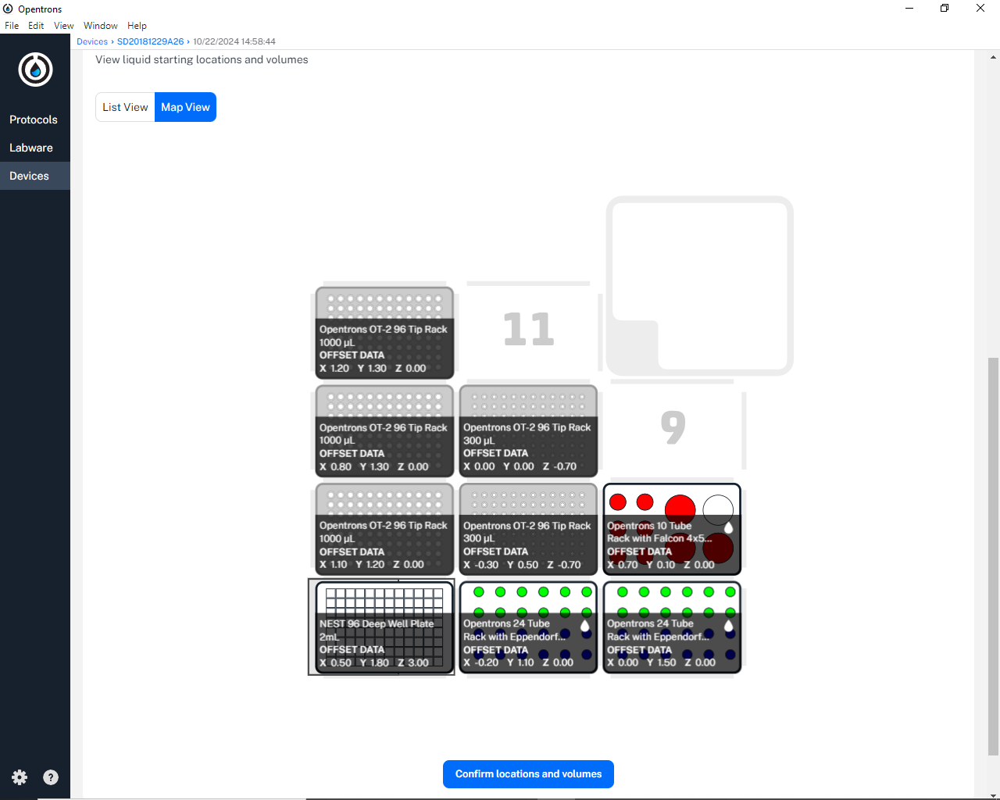 Opentrons
File Edit View Window Help
Devices › SD20181229A26 › 10/22/2024 14:58:44
View liquid starting locations and volumes
List View Map View
Protocols
Labware
Devices
Opentrons OT-2 96 Tip Rack
1000 µL
OFFSET DATA
X 1.20 Y 1.30 Z 0.00
11
Opentrons OT-2 96 Tip Rack
1000 µL
OFFSET DATA
X 0.80 Y 1.30 Z 0.00
Opentrons OT-2 96 Tip Rack
300 µL
OFFSET DATA
X 0.00 Y 0.00 Z -0.70
9
Opentrons OT-2 96 Tip Rack
1000 µL
OFFSET DATA
X 1.10 Y 1.20 Z 0.00
Opentrons OT-2 96 Tip Rack
300 µL
OFFSET DATA
X -0.30 Y 0.50 Z -0.70
Opentrons 10 Tube
Rack with Falcon 4x5...
OFFSET DATA
X 0.70 Y 0.10 Z 0.00
NEST 96 Deep Well Plate
2mL
OFFSET DATA
X 0.50 Y 1.80 Z 3.00
Opentrons 24 Tube
Rack with Eppendorf...
OFFSET DATA
X -0.20 Y 1.10 Z 0.00
Opentrons 24 Tube
Rack with Eppendorf...
OFFSET DATA
X 0.00 Y 1.50 Z 0.00
?
Confirm locations and volumes